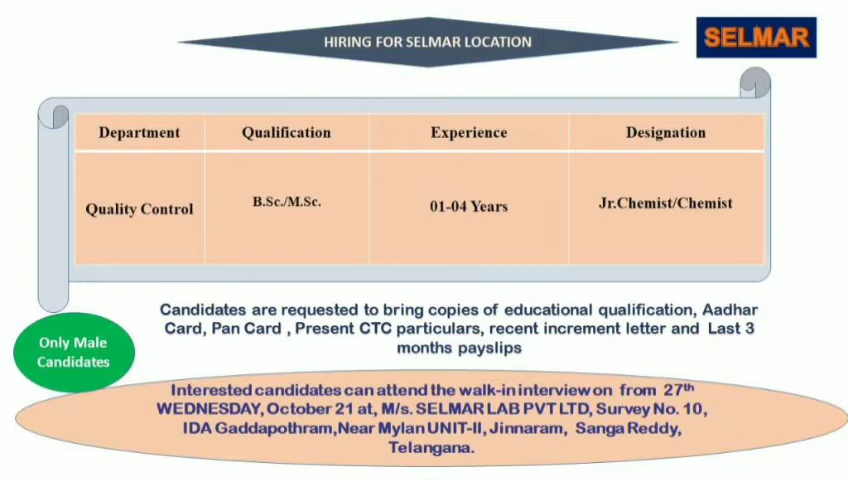 HIRING FOR SELMAR LOCATION
SELMAR
Department Qualification Experience Designation
Quality Control B.Sc./M.Sc. 01-04 Years Jr.Chemist/Chemist
Candidates are requested to bring copies of educational qualification, Aadhar
Card, Pan Card , Present CTC particulars, recent increment letter and Last 3
months payslips
Only Male
Candidates
Interested candidates can attend the walk-in interview on from 27th
WEDNESDAY, October 21 at, M/s. SELMAR LAB PVT LTD, Survey No. 10,
IDA Gaddapothram, Near Mylan UNIT-II, Jinnaram, Sanga Reddy,
Telangana.